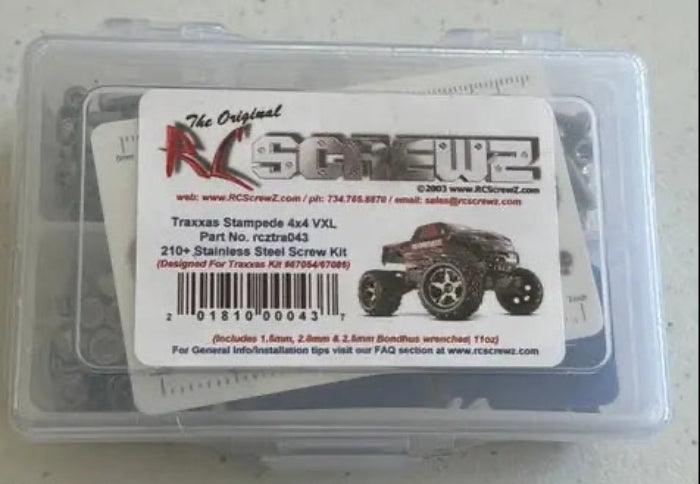 The Original
RC SCREWZ
©2003 www.RCScrewZ.com
web: www.RCScrewZ.com / ph: 734.765.8870 / email: sales@rcscrewz.com
Traxxas Stampede 4x4 VXL
Part No. rcztra043
210+ Stainless Steel Screw Kit
(Designed For Traxxas Kit #67054/67086)
2 01810 00043 7
(Includes 1.5mm, 2.0mm & 2.5mm Bondhus wrenches| 11oz)
For General Info/Installation tips visit our FAQ section at www.rcscrewz.com